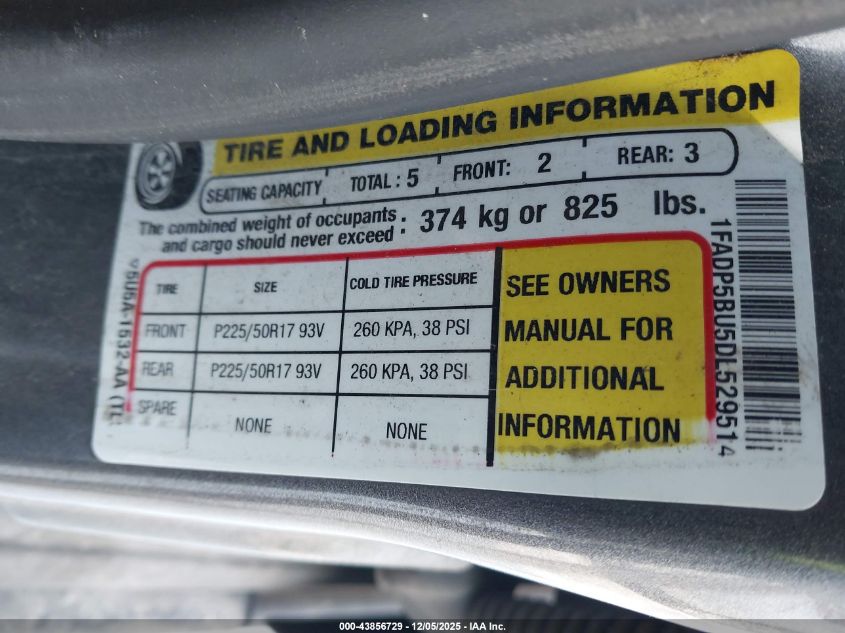 TIRE AND LOADING INFORMATION
SEATING CAPACITY TOTAL : 5 FRONT: 2 REAR: 3
The combined weight of occupants
and cargo should never exceed : 374 kg or 825 lbs.
TIRE SIZE COLD TIRE PRESSURE
FRONT P225/50R17 93V 260 KPA, 38 PSI
REAR P225/50R17 93V 260 KPA, 38 PSI
SPARE NONE NONE
SEE OWNERS
MANUAL FOR
ADDITIONAL
INFORMATION
1FADP5BU5DL529514
000-43856729 - 12/05/2025 - IAA Inc.